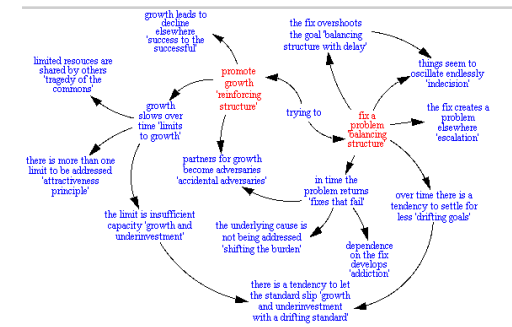 growth leads to
decline
elsewhere
'success to the
successful'
the fix overshoots
the goal 'balancing
structure with delay'
limited resouces are
shared by others
'tragedy of the
commons'
promote
growth
'reinforcing
structure'
things seem to
oscillate endlessly
'indecision'
growth
slows over
time 'limits
to growth'
trying to
fix a
problem
'balancing
structure'
the fix creates a
problem
elsewhere
'escalation'
there is more than one
limit to be addressed
'attractiveness
principle'
partners for growth
become adversaries
'accidental adversaries'
in time the
problem returns
'fixes that fail'
over time there is a
tendency to settle for
less 'drifting goals'
the limit is insufficient
capacity 'growth and
underinvestment'
the underlying cause is
not being addressed
'shifting the burden'
dependence
on the fix
develops
'addiction'
there is a tendency to let
the standard slip 'growth
and underinvestment
with a drifting standard'